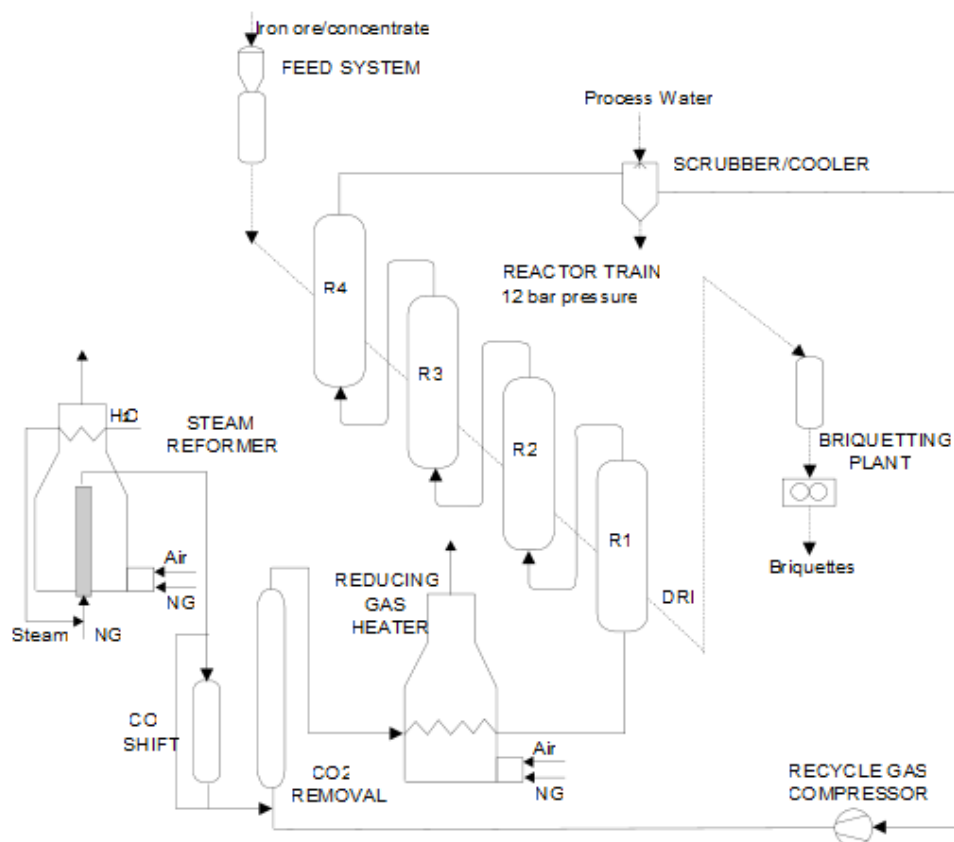 Iron ore/concentrate
FEED SYSTEM
Process Water
SCRUBBER/COOLER
REACTOR TRAIN
12 bar pressure
R4
R3
R2
R1
H2O
STEAM
REFORMER
Air
NG
Steam
NG
REDUCING
GAS
HEATER
DRI
BRIQUETTING
PLANT
Briquettes
CO
SHIFT
CO2
REMOVAL
Air
NG
RECYCLE GAS
COMPRESSOR